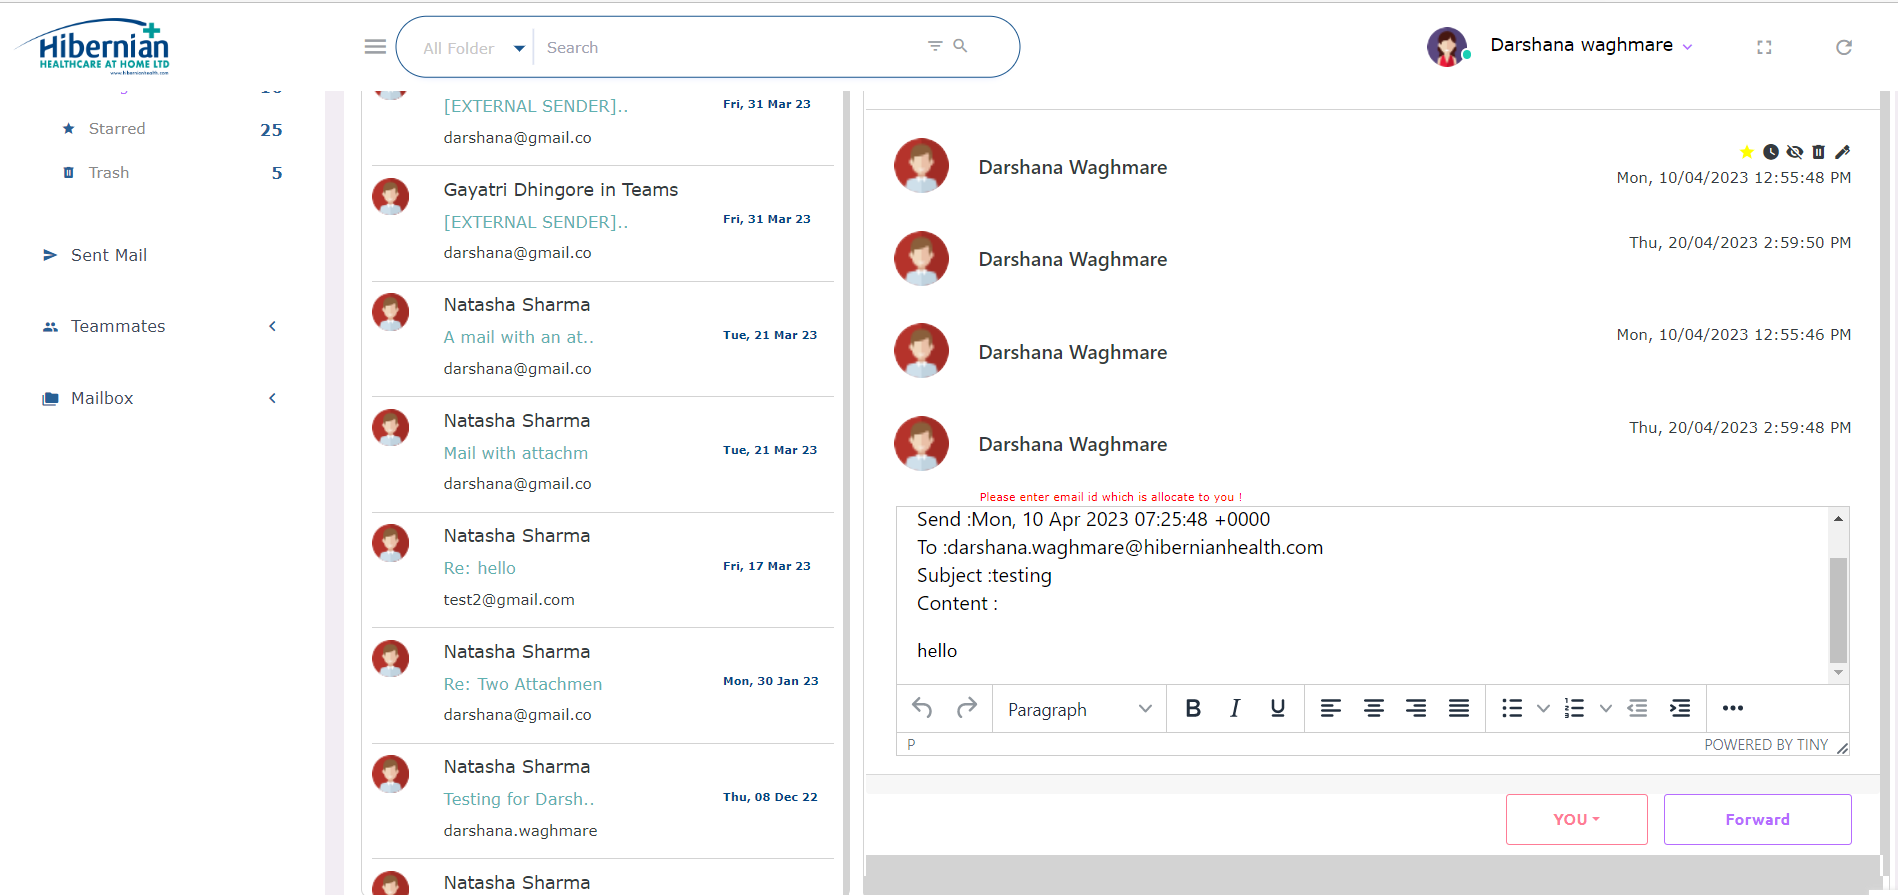 Hibernian
HEALTHCARE AT HOME LTD
www.hibernianhealth.com
All Folder
Search
Darshana waghmare
Starred
25
Trash
5
Sent Mail
Teammates
Mailbox
[EXTERNAL SENDER]..
Fri, 31 Mar 23
darshana@gmail.co
Gayatri Dhingore in Teams
[EXTERNAL SENDER]..
Fri, 31 Mar 23
darshana@gmail.co
Natasha Sharma
A mail with an at..
Tue, 21 Mar 23
darshana@gmail.co
Natasha Sharma
Mail with attachm
Tue, 21 Mar 23
darshana@gmail.co
Natasha Sharma
Re: hello
Fri, 17 Mar 23
test2@gmail.com
Natasha Sharma
Re: Two Attachmen
Mon, 30 Jan 23
darshana@gmail.co
Natasha Sharma
Testing for Darsh..
Thu, 08 Dec 22
darshana.waghmare
Natasha Sharma
Darshana Waghmare
Mon, 10/04/2023 12:55:48 PM
Darshana Waghmare
Thu, 20/04/2023 2:59:50 PM
Darshana Waghmare
Mon, 10/04/2023 12:55:46 PM
Darshana Waghmare
Thu, 20/04/2023 2:59:48 PM
Please enter email id which is allocate to you !
Send :Mon, 10 Apr 2023 07:25:48 +0000
To :darshana.waghmare@hibernianhealth.com
Subject :testing
Content :
hello
Paragraph
B I U
P
POWERED BY TINY
YOU
Forward